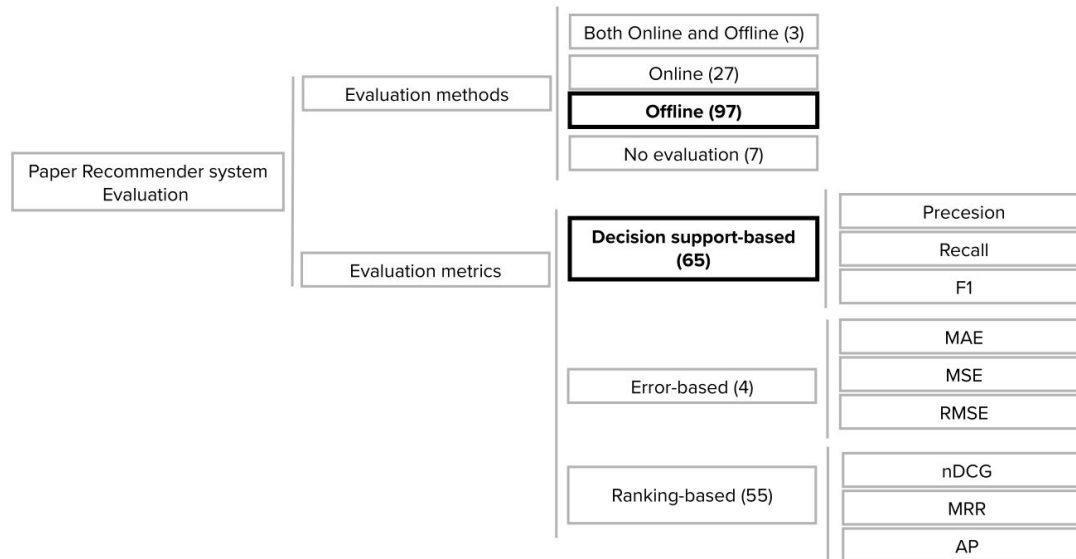 Paper Recommender system
Evaluation
Evaluation methods
Both Online and Offline (3)
Online (27)
Offline (97)
No evaluation (7)
Evaluation metrics
Decision support-based
(65)
Precesion
Recall
F1
Error-based (4)
MAE
MSE
RMSE
Ranking-based (55)
nDCG
MRR
AP